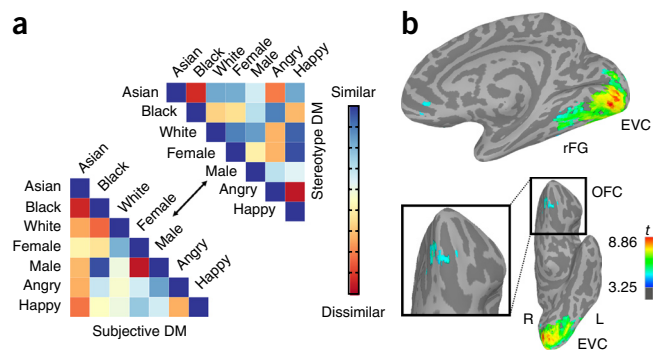 a
Asian
Black
White
Female
Male
Angry
Happy
Asian
Black
White
Female
Male
Angry
Happy
Stereotype DM
Similar
Dissimilar
Asian
Black
White
Female
Male
Angry
Happy
Asian
Black
White
Female
Male
Angry
Happy
Subjective DM
b
EVC
rFG
OFC
t
8.86
3.25
R
L
EVC